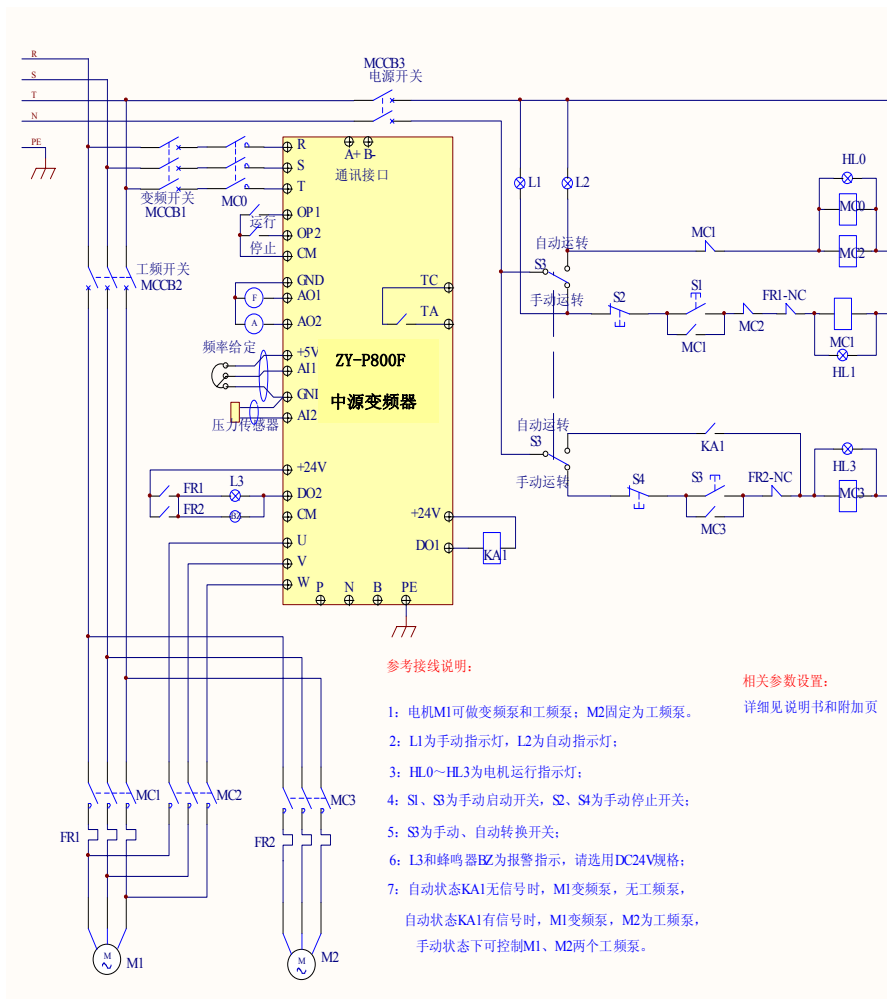 R
S
T
N
PE
MCCB3
电源开关
变频开关
MCCB1
MC0
R
S
T
A+ B-
通讯接口
OP1
运行
OP2
停止
CM
工频开关
MCCB2
GND
F
AO1
A
AO2
TC
TA
频率给定
+5V
AI1
GND
压力传感器
AI2
ZY-P800F
中源变频器
+24V
FR1
L3
DO2
FR2
BZ
CM
U
V
W
P N B PE
+24V
DO1
KA1
L1
L2
HL0
MC0
MC1
MC2
自动运转
S3
手动运转
S2
S1
MC1
MC2
FR1-NC
MC1
HL1
自动运转
S3
手动运转
KA1
S4
S3
MC3
FR2-NC
HL3
MC3
MC1
MC2
MC3
FR1
FR2
M
M1
M
M2
参考接线说明：
1：电机M1可做变频泵和工频泵；M2固定为工频泵。
2：L1为手动指示灯，L2为自动指示灯；
3：HL0～HL3为电机运行指示灯；
4：S1、S3为手动启动开关，S2、S4为手动停止开关；
5：S3为手动、自动转换开关；
6：L3和蜂鸣器BZ为报警指示，请选用DC24V规格；
7：自动状态KA1无信号时，M1变频泵，无工频泵，
自动状态KA1有信号时，M1变频泵，M2为工频泵，
手动状态下可控制M1、M2两个工频泵。
相关参数设置：
详细见说明书和附加页